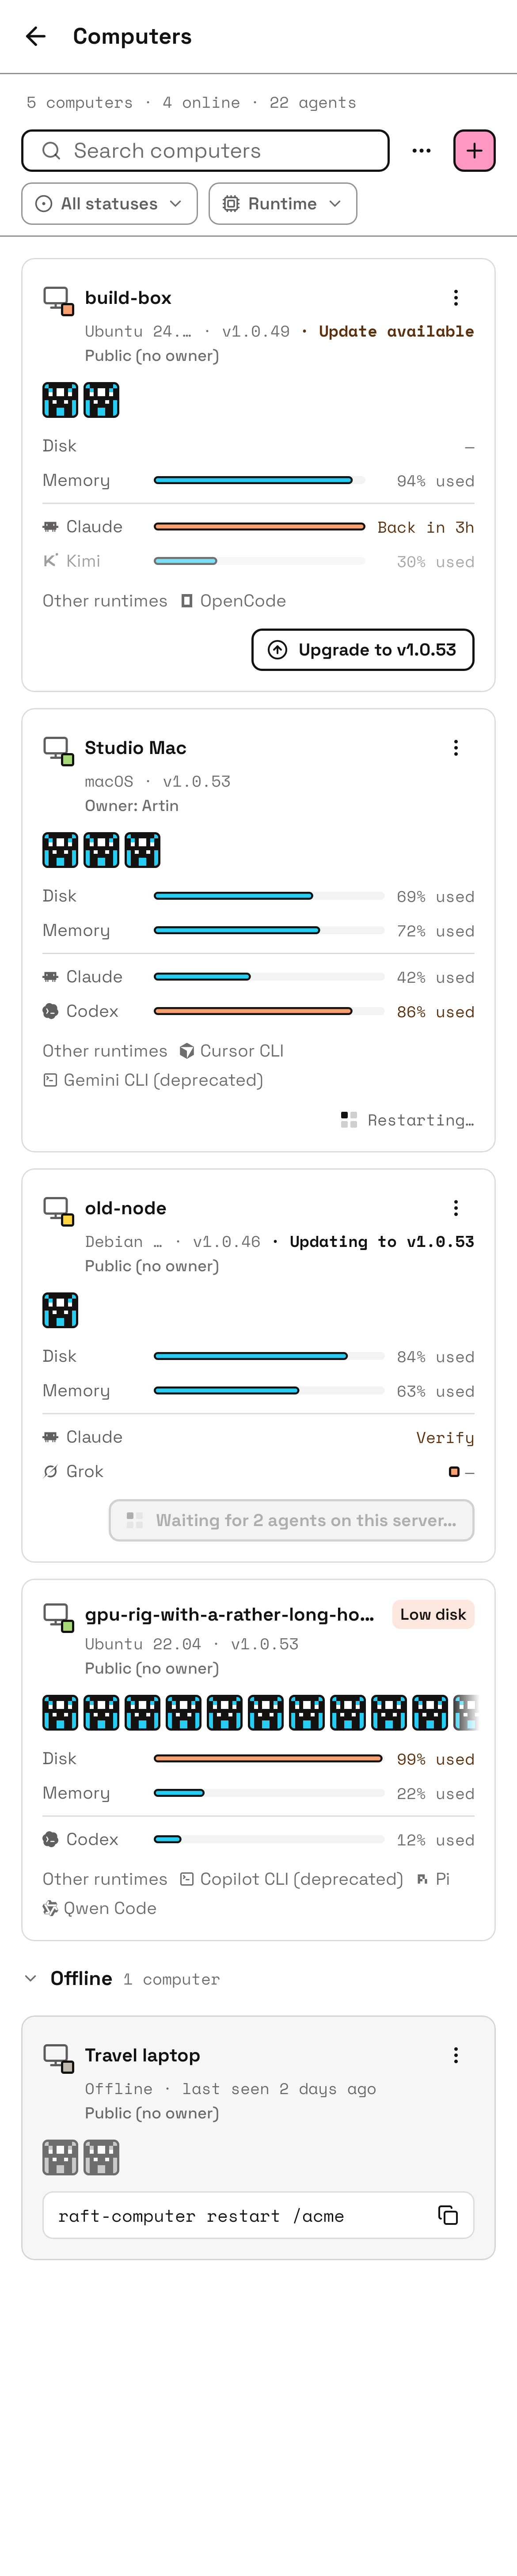 Computers
5 computers · 4 online · 22 agents
Search computers
All statuses
Runtime
build-box
Ubuntu 24.… · v1.0.49 · Update available
Public (no owner)
Disk –
Memory 94% used
Claude Back in 3h
Kimi 30% used
Other runtimes OpenCode
Upgrade to v1.0.53
Studio Mac
macOS · v1.0.53
Owner: Artin
Disk 69% used
Memory 72% used
Claude 42% used
Codex 86% used
Other runtimes Cursor CLI
Gemini CLI (deprecated)
Restarting…
old-node
Debian … · v1.0.46 · Updating to v1.0.53
Public (no owner)
Disk 84% used
Memory 63% used
Claude Verify
Grok –
Waiting for 2 agents on this server…
gpu-rig-with-a-rather-long-ho… Low disk
Ubuntu 22.04 · v1.0.53
Public (no owner)
Disk 99% used
Memory 22% used
Codex 12% used
Other runtimes Copilot CLI (deprecated) Pi
Qwen Code
Offline 1 computer
Travel laptop
Offline · last seen 2 days ago
Public (no owner)
raft-computer restart /acme